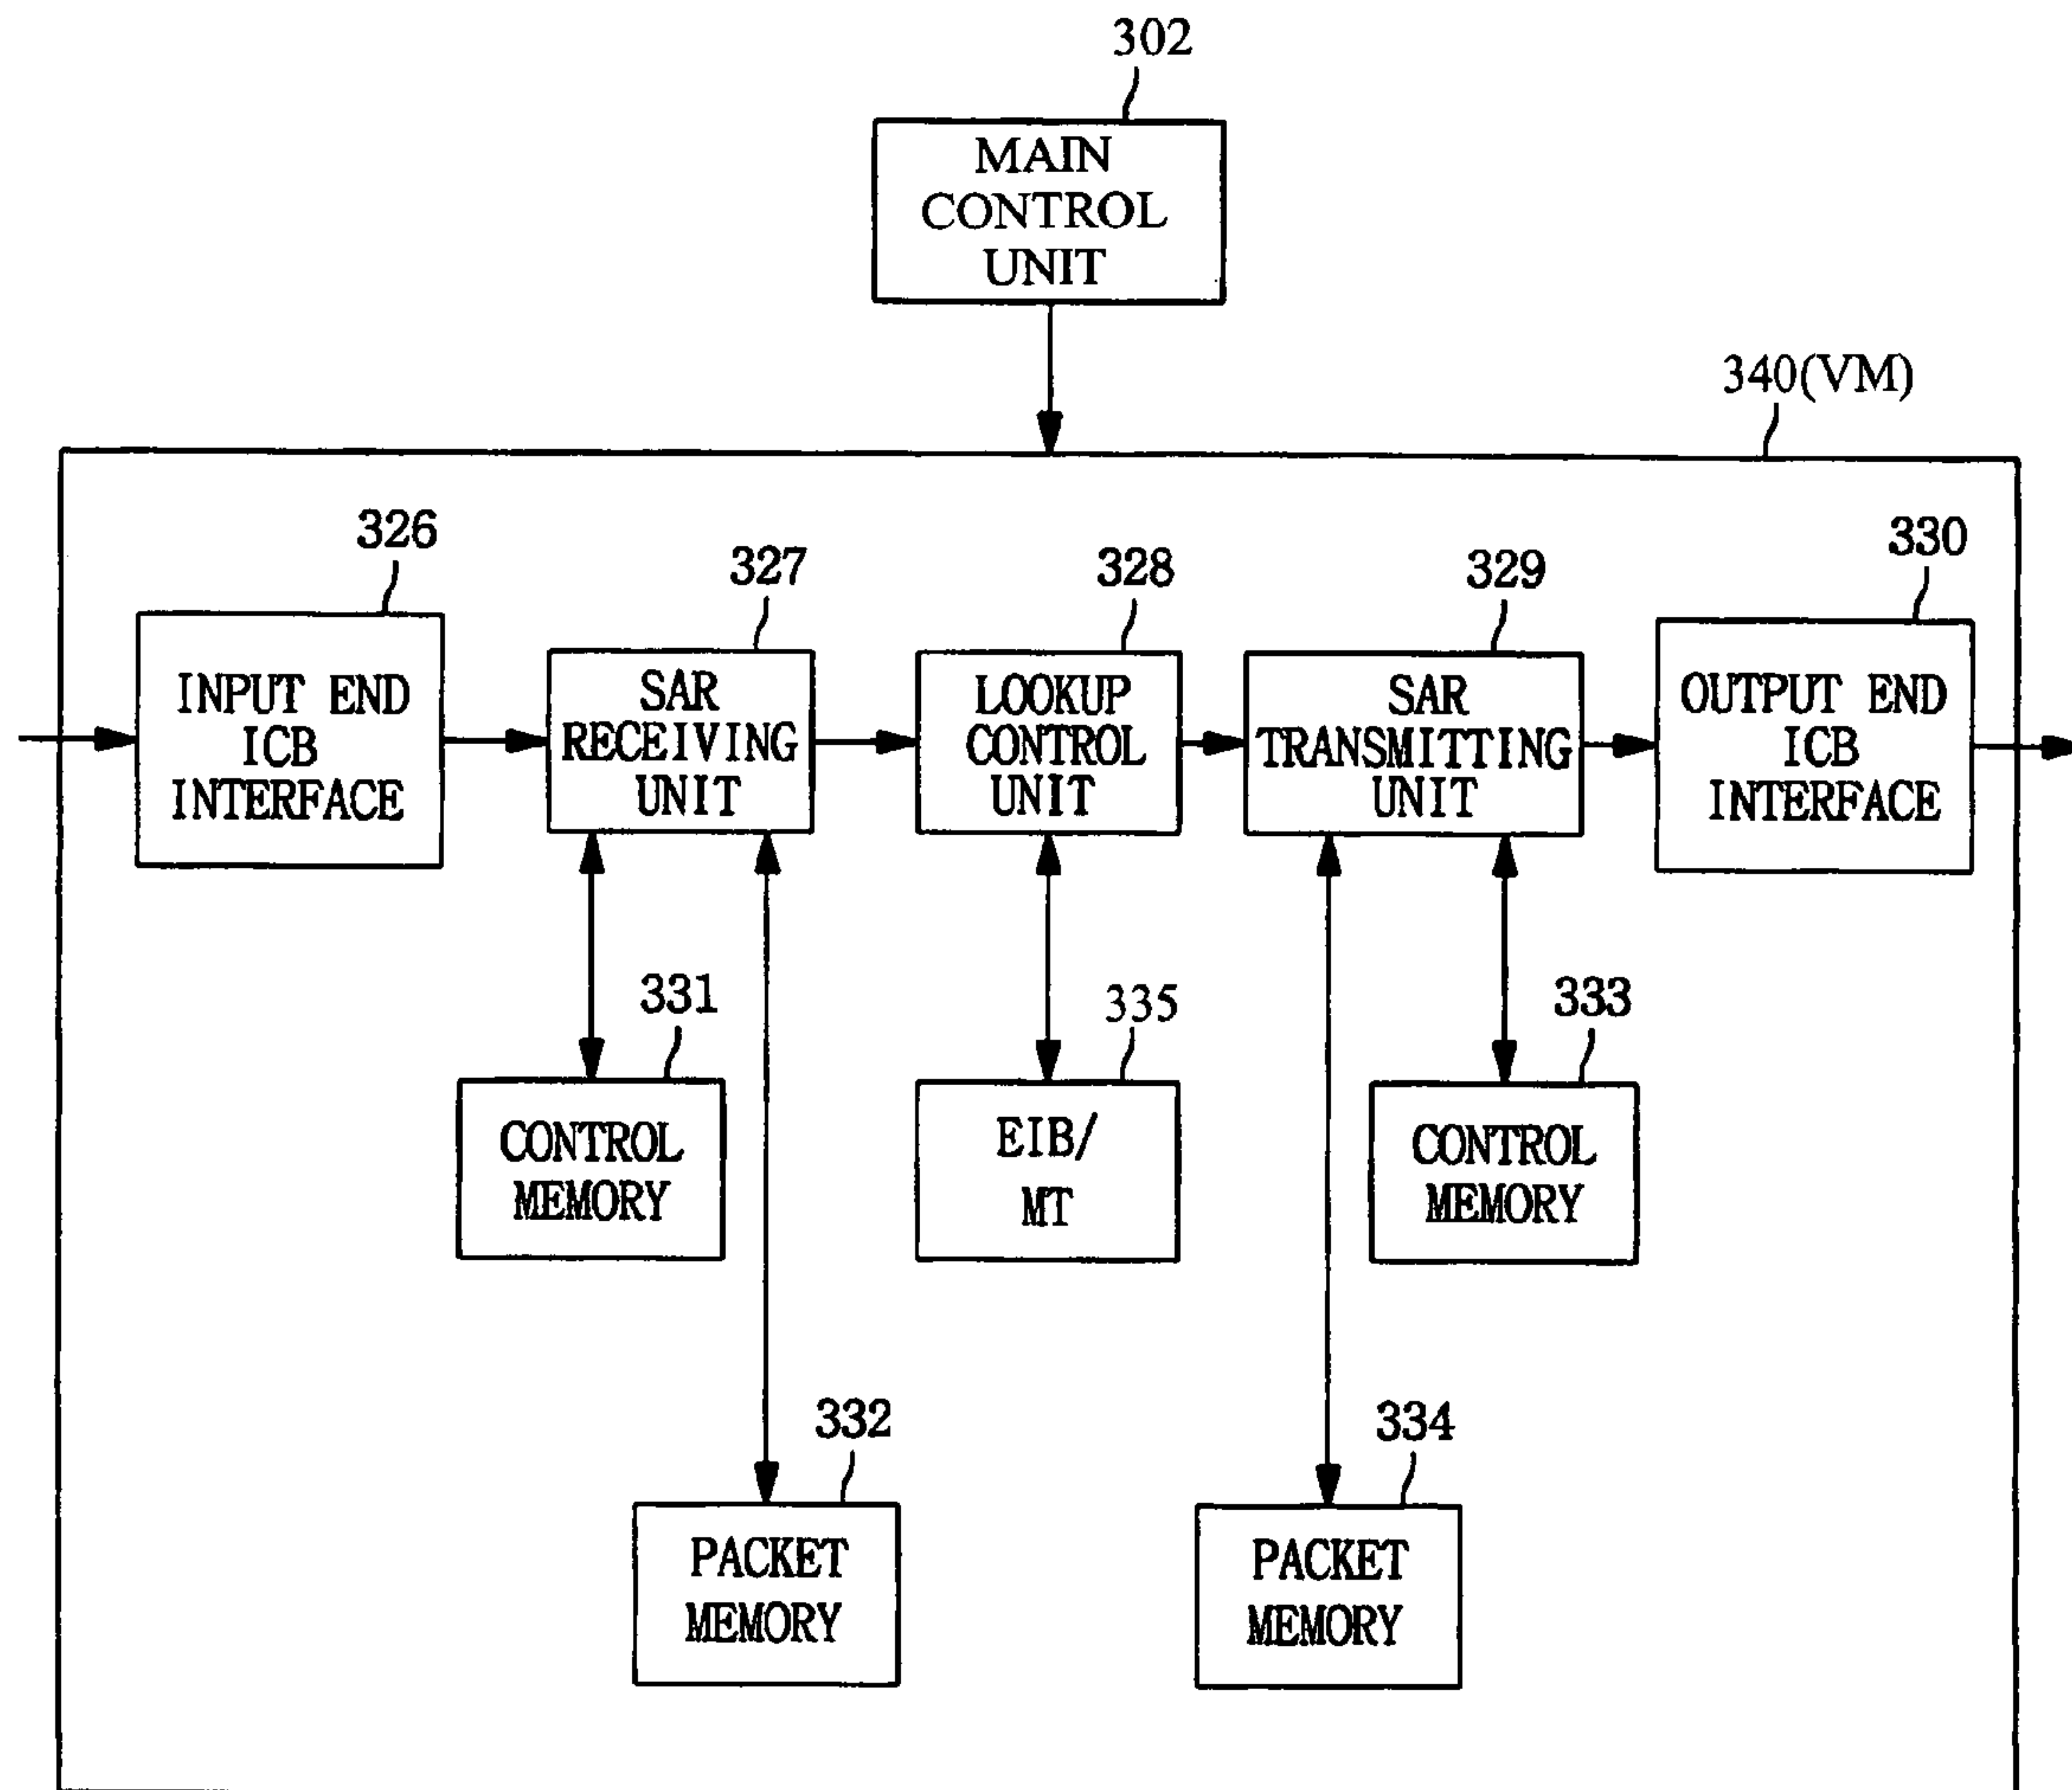 302
MAIN
CONTROL
UNIT
340(VM)
326
327
328
329
330
INPUT END
ICB
INTERFACE
SAR
RECEIVING
UNIT
LOOKUP
CONTROL
UNIT
SAR
TRANSMITTING
UNIT
OUTPUT END
ICB
INTERFACE
331
335
333
CONTROL
MEMORY
EIB/
MT
CONTROL
MEMORY
332
334
PACKET
MEMORY
PACKET
MEMORY